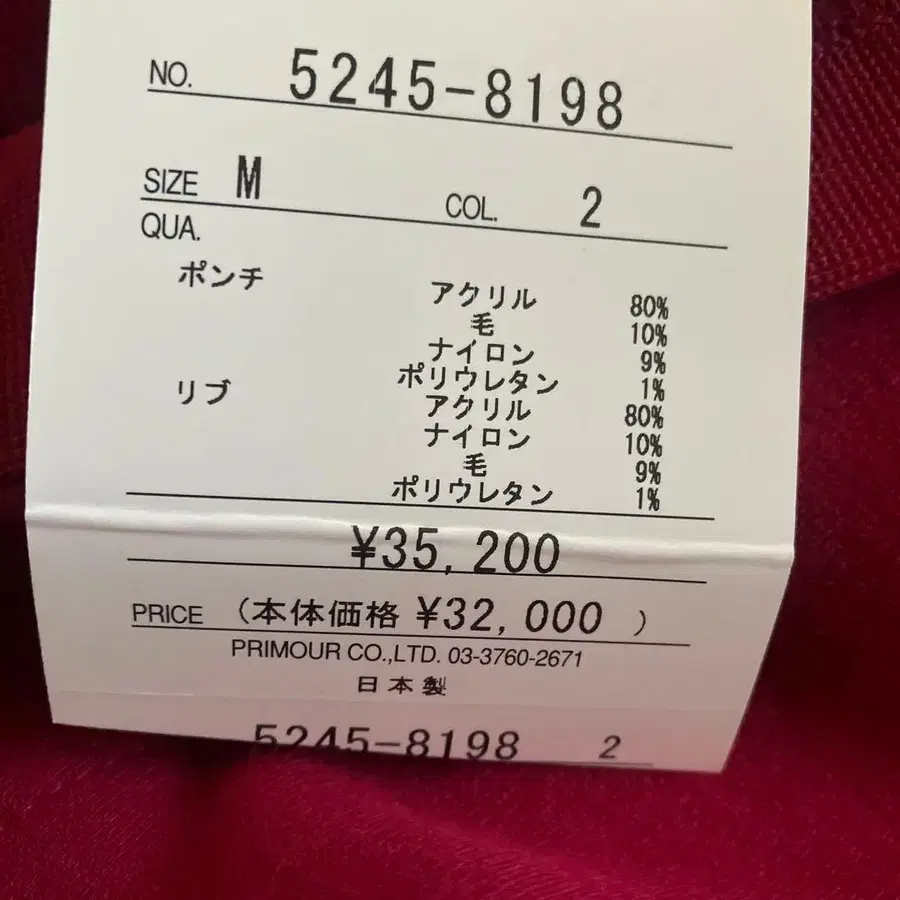 NO. 5245-8198
SIZE M COL. 2
QUA.
ポンチ アクリル 80%
毛 10%
ナイロン 9%
ポリウレタン 1%
リブ アクリル 80%
ナイロン 10%
毛 9%
ポリウレタン 1%
¥35,200
PRICE (本体価格 ¥32,000 )
PRIMOUR CO.,LTD. 03-3760-2671
日本製
5245-8198 2